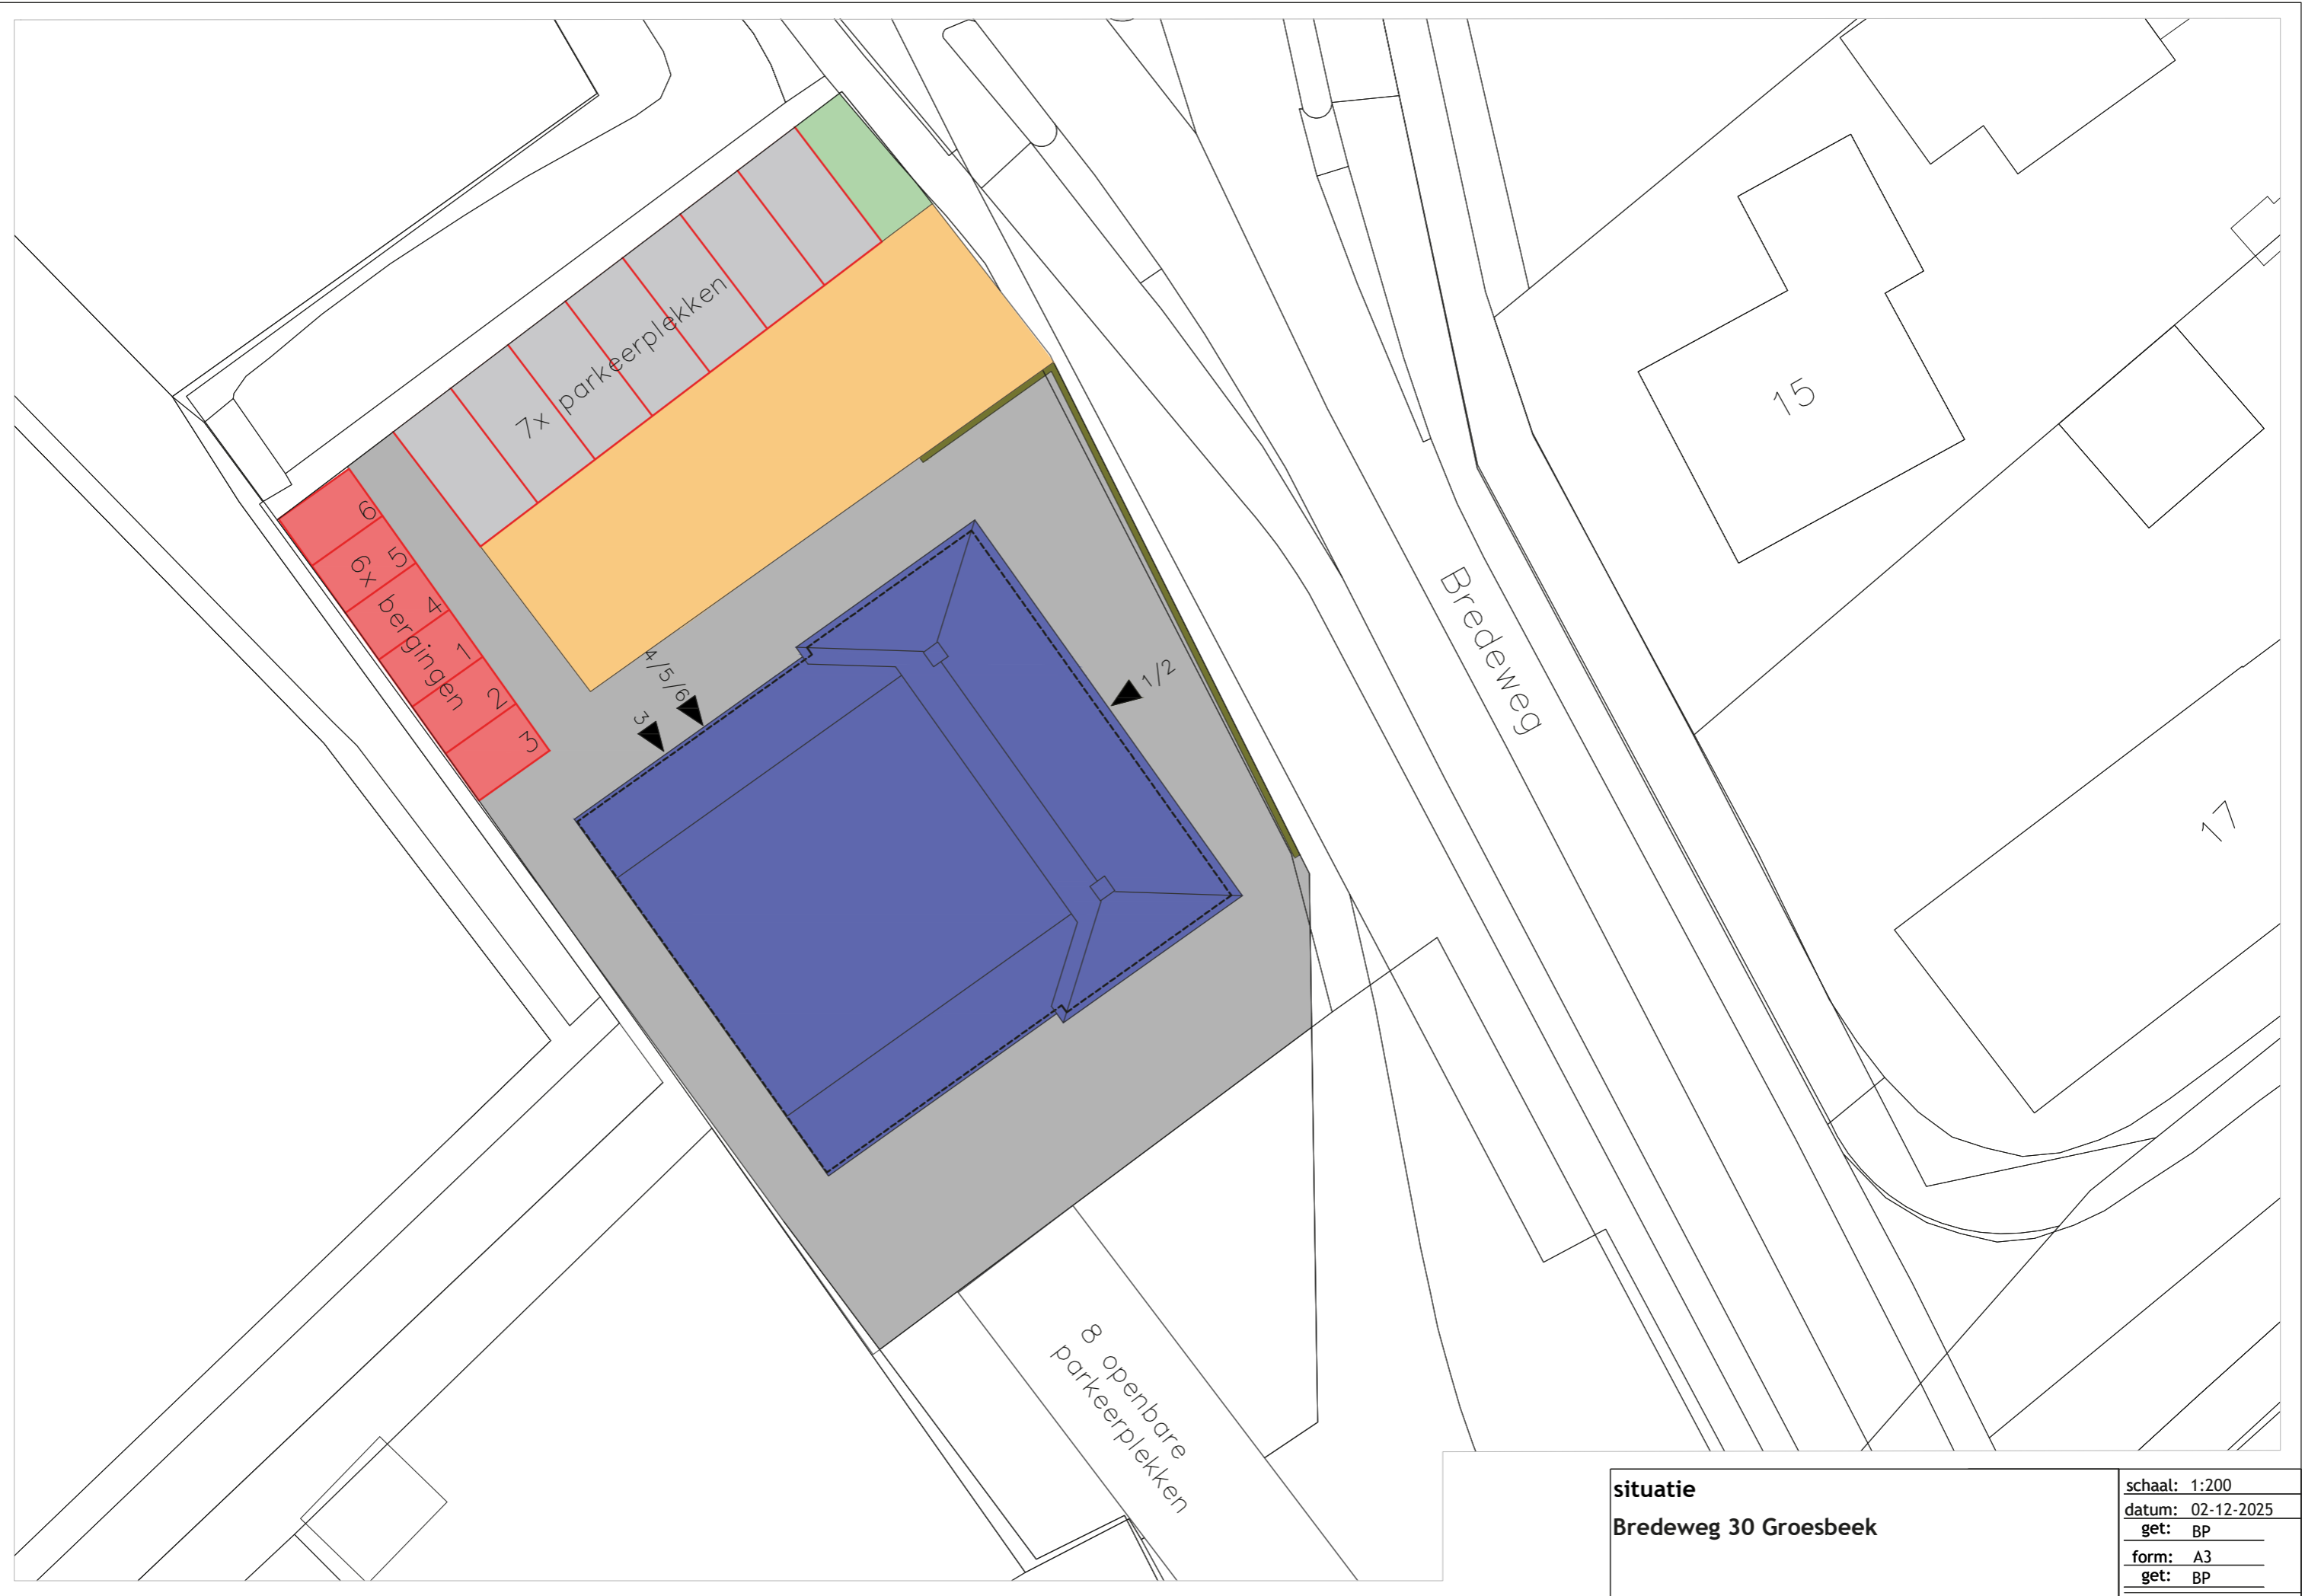 7x parkeerplekken
6
5
4
1
2
3
6x bergingen
4/5/6
3
1/2
Bredeweg
15
17
8 openbare
parkeerplekken
situatie
Bredeweg 30 Groesbeek
schaal: 1:200
datum: 02-12-2025
get: BP
form: A3
get: BP